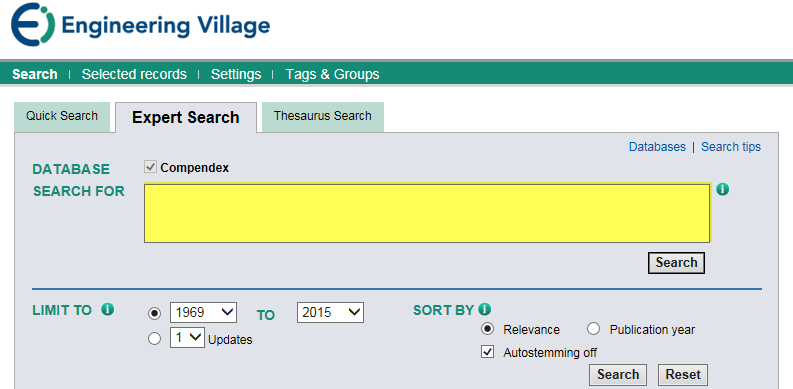 Engineering Village
Search | Selected records | Settings | Tags & Groups
Quick Search Expert Search Thesaurus Search
Databases | Search tips
DATABASE Compendex
SEARCH FOR
Search
LIMIT TO 1969 TO 2015 SORT BY
Relevance Publication year
1 Updates
Autostemming off
Search Reset